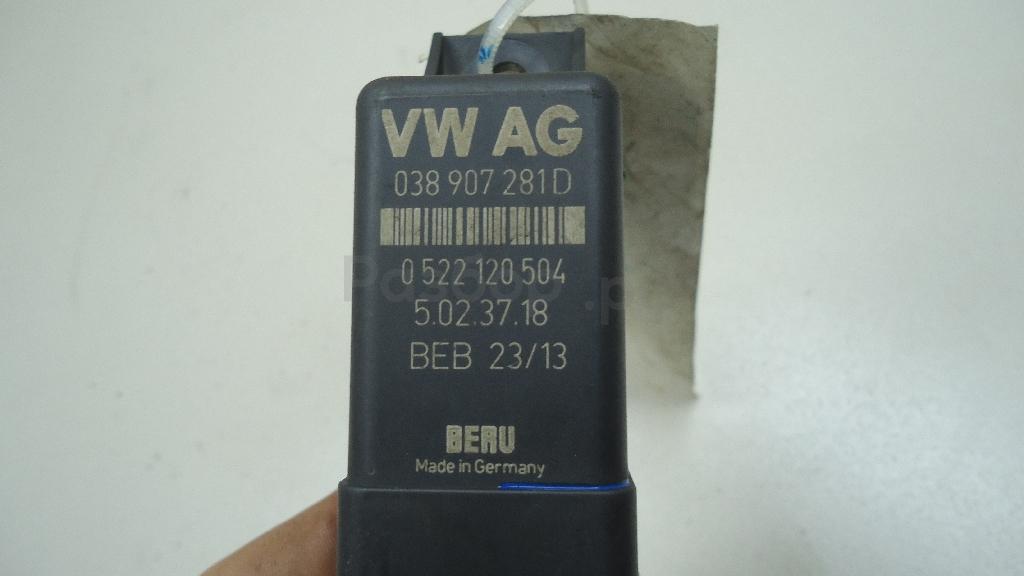 VW AG
038 907 281D
0 522 120 504
5.02.37.18
BEB 23/13
BERU
Made in Germany